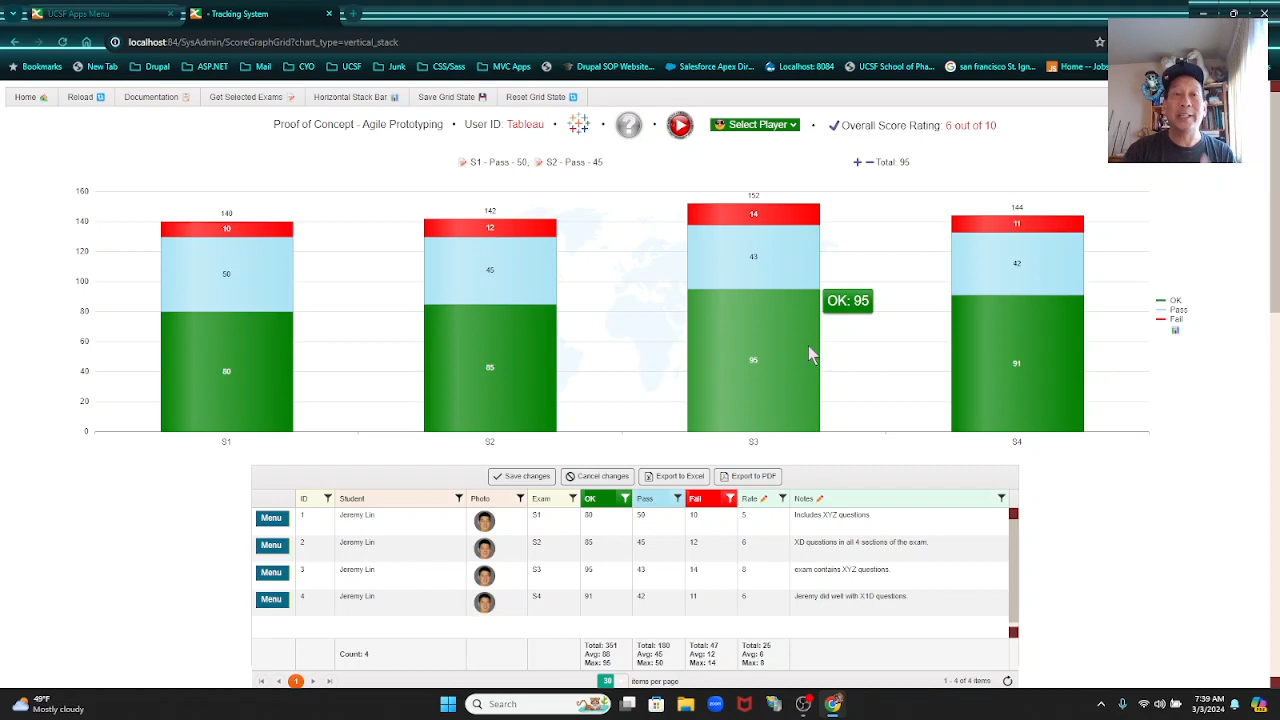 UCSF Apps Menu
- Tracking System
localhost:84/SysAdmin/ScoreGraphGrid?chart_type=vertical_stack
Bookmarks New Tab Drupal ASP.NET Mail CYO UCSF Junk CSS/Sass MVC Apps Drupal SOP Websit... Salesforce Apex Dir... Localhost: 8084 UCSF School of Pha... san francisco St. Ign... Home -- Jobs
Home Reload Documentation Get Selected Exams Horizontal Stack Bar Save Grid State Reset Grid State
Proof of Concept - Agile Prototyping • User ID: Tableau • • ? • Select Player • Overall Score Rating: 6 out of 10
S1 - Pass - 50, S2 - Pass - 45
Total: 95
160
140
120
100
80
60
40
20
0
140
10
50
80
142
12
45
85
152
14
43
95
OK: 95
144
11
42
91
S1 S2 S3 S4
OK
Pass
Fail
Save changes Cancel changes Export to Excel Export to PDF
ID Student Photo Exam OK Pass Fail Rate Notes
Menu 1 Jeremy Lin S1 80 50 10 5 Includes XYZ questions.
Menu 2 Jeremy Lin S2 85 45 12 6 XD questions in all 4 sections of the exam.
Menu 3 Jeremy Lin S3 95 43 14 8 exam contains XYZ questions.
Menu 4 Jeremy Lin S4 91 42 11 6 Jeremy did well with X1D questions.
Total: 351 Total: 180 Total: 47 Total: 25
Count: 4 Avg: 88 Avg: 45 Avg: 12 Avg: 6
Max: 95 Max: 50 Max: 14 Max: 8
1 30 items per page 1 - 4 of 4 items
49°F
Mostly cloudy
Search
zoom
7:39 AM
3/3/2024